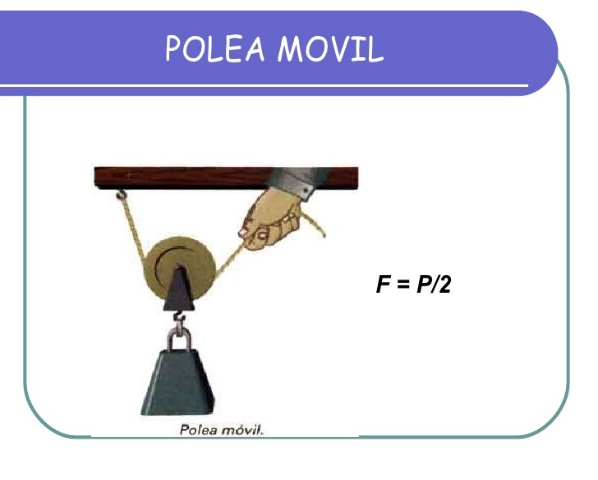 POLEA MOVIL
F = P/2
Polea móvil.